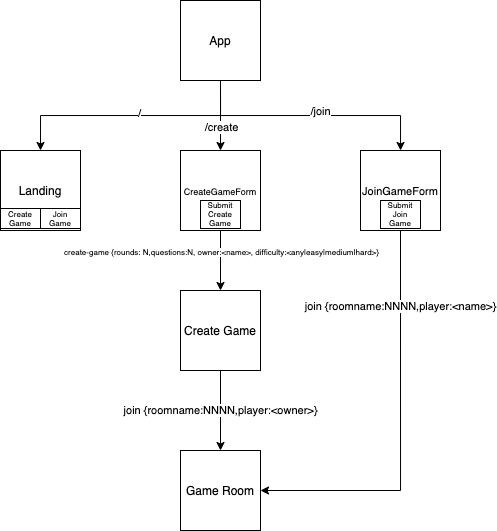 App
/
/join
/create
Landing
Create
Game
Join
Game
CreateGameForm
Submit
Create
Game
JoinGameForm
Submit
Join
Game
create-game {rounds: N,questions:N, owner:<name>, difficulty:<any|easy|medium|hard>}
join {roomname:NNNN,player:<name>}
Create Game
join {roomname:NNNN,player:<owner>}
Game Room